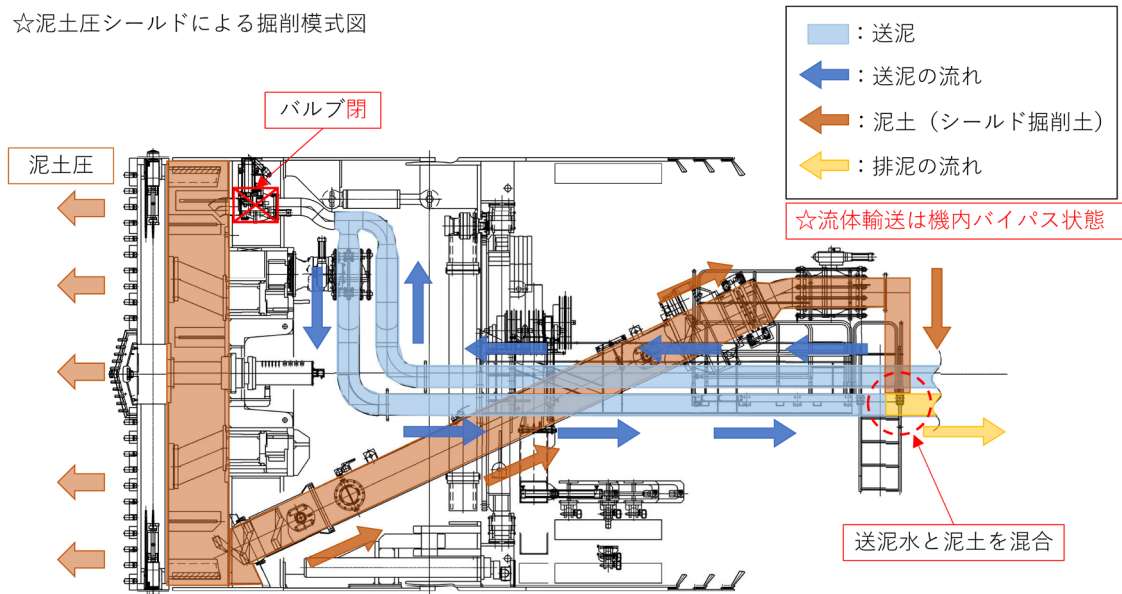 ☆泥土圧シールドによる掘削模式図
：送泥
：送泥の流れ
：泥土（シールド掘削土）
：排泥の流れ
バルブ閉
泥土圧
☆流体輸送は機内バイパス状態
送泥水と泥土を混合